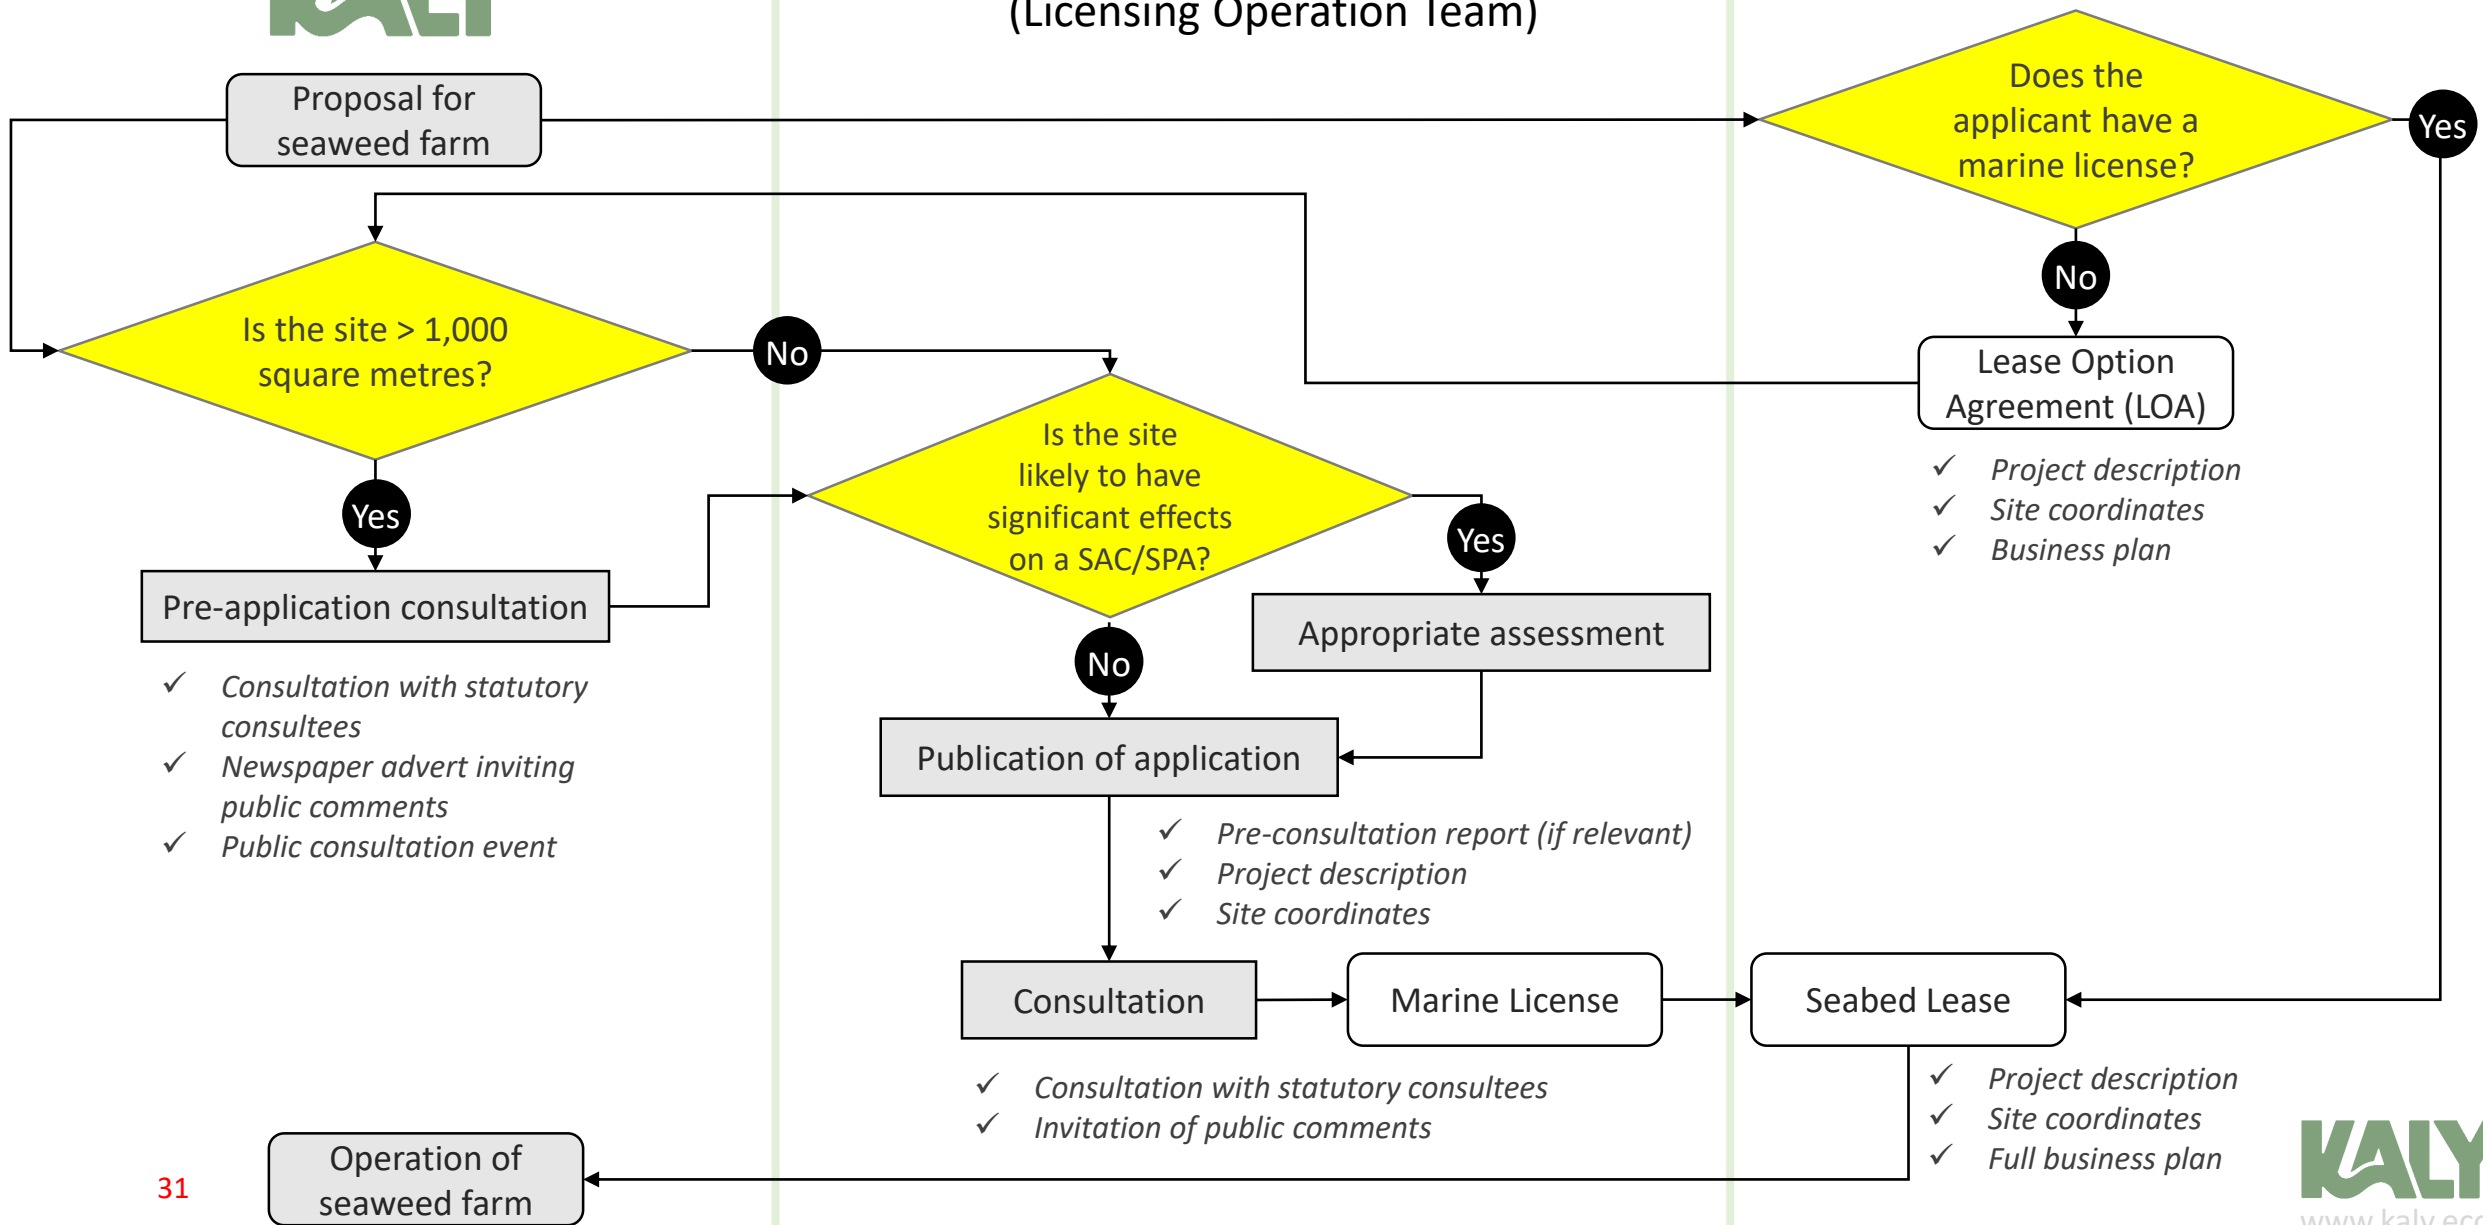 KALY
(Licensing Operation Team)
Proposal for
seaweed farm
Does the
applicant have a
marine license?
Yes
No
Is the site > 1,000
square metres?
No
Yes
Lease Option
Agreement (LOA)
✓ Project description
✓ Site coordinates
✓ Business plan
Is the site
likely to have
significant effects
on a SAC/SPA?
Yes
No
Pre-application consultation
✓ Consultation with statutory
consultees
✓ Newspaper advert inviting
public comments
✓ Public consultation event
Appropriate assessment
Publication of application
✓ Pre-consultation report (if relevant)
✓ Project description
✓ Site coordinates
Consultation
Marine License
Seabed Lease
✓ Consultation with statutory consultees
✓ Invitation of public comments
✓ Project description
✓ Site coordinates
✓ Full business plan
Operation of
seaweed farm
31
KALY
www.kaly.eco